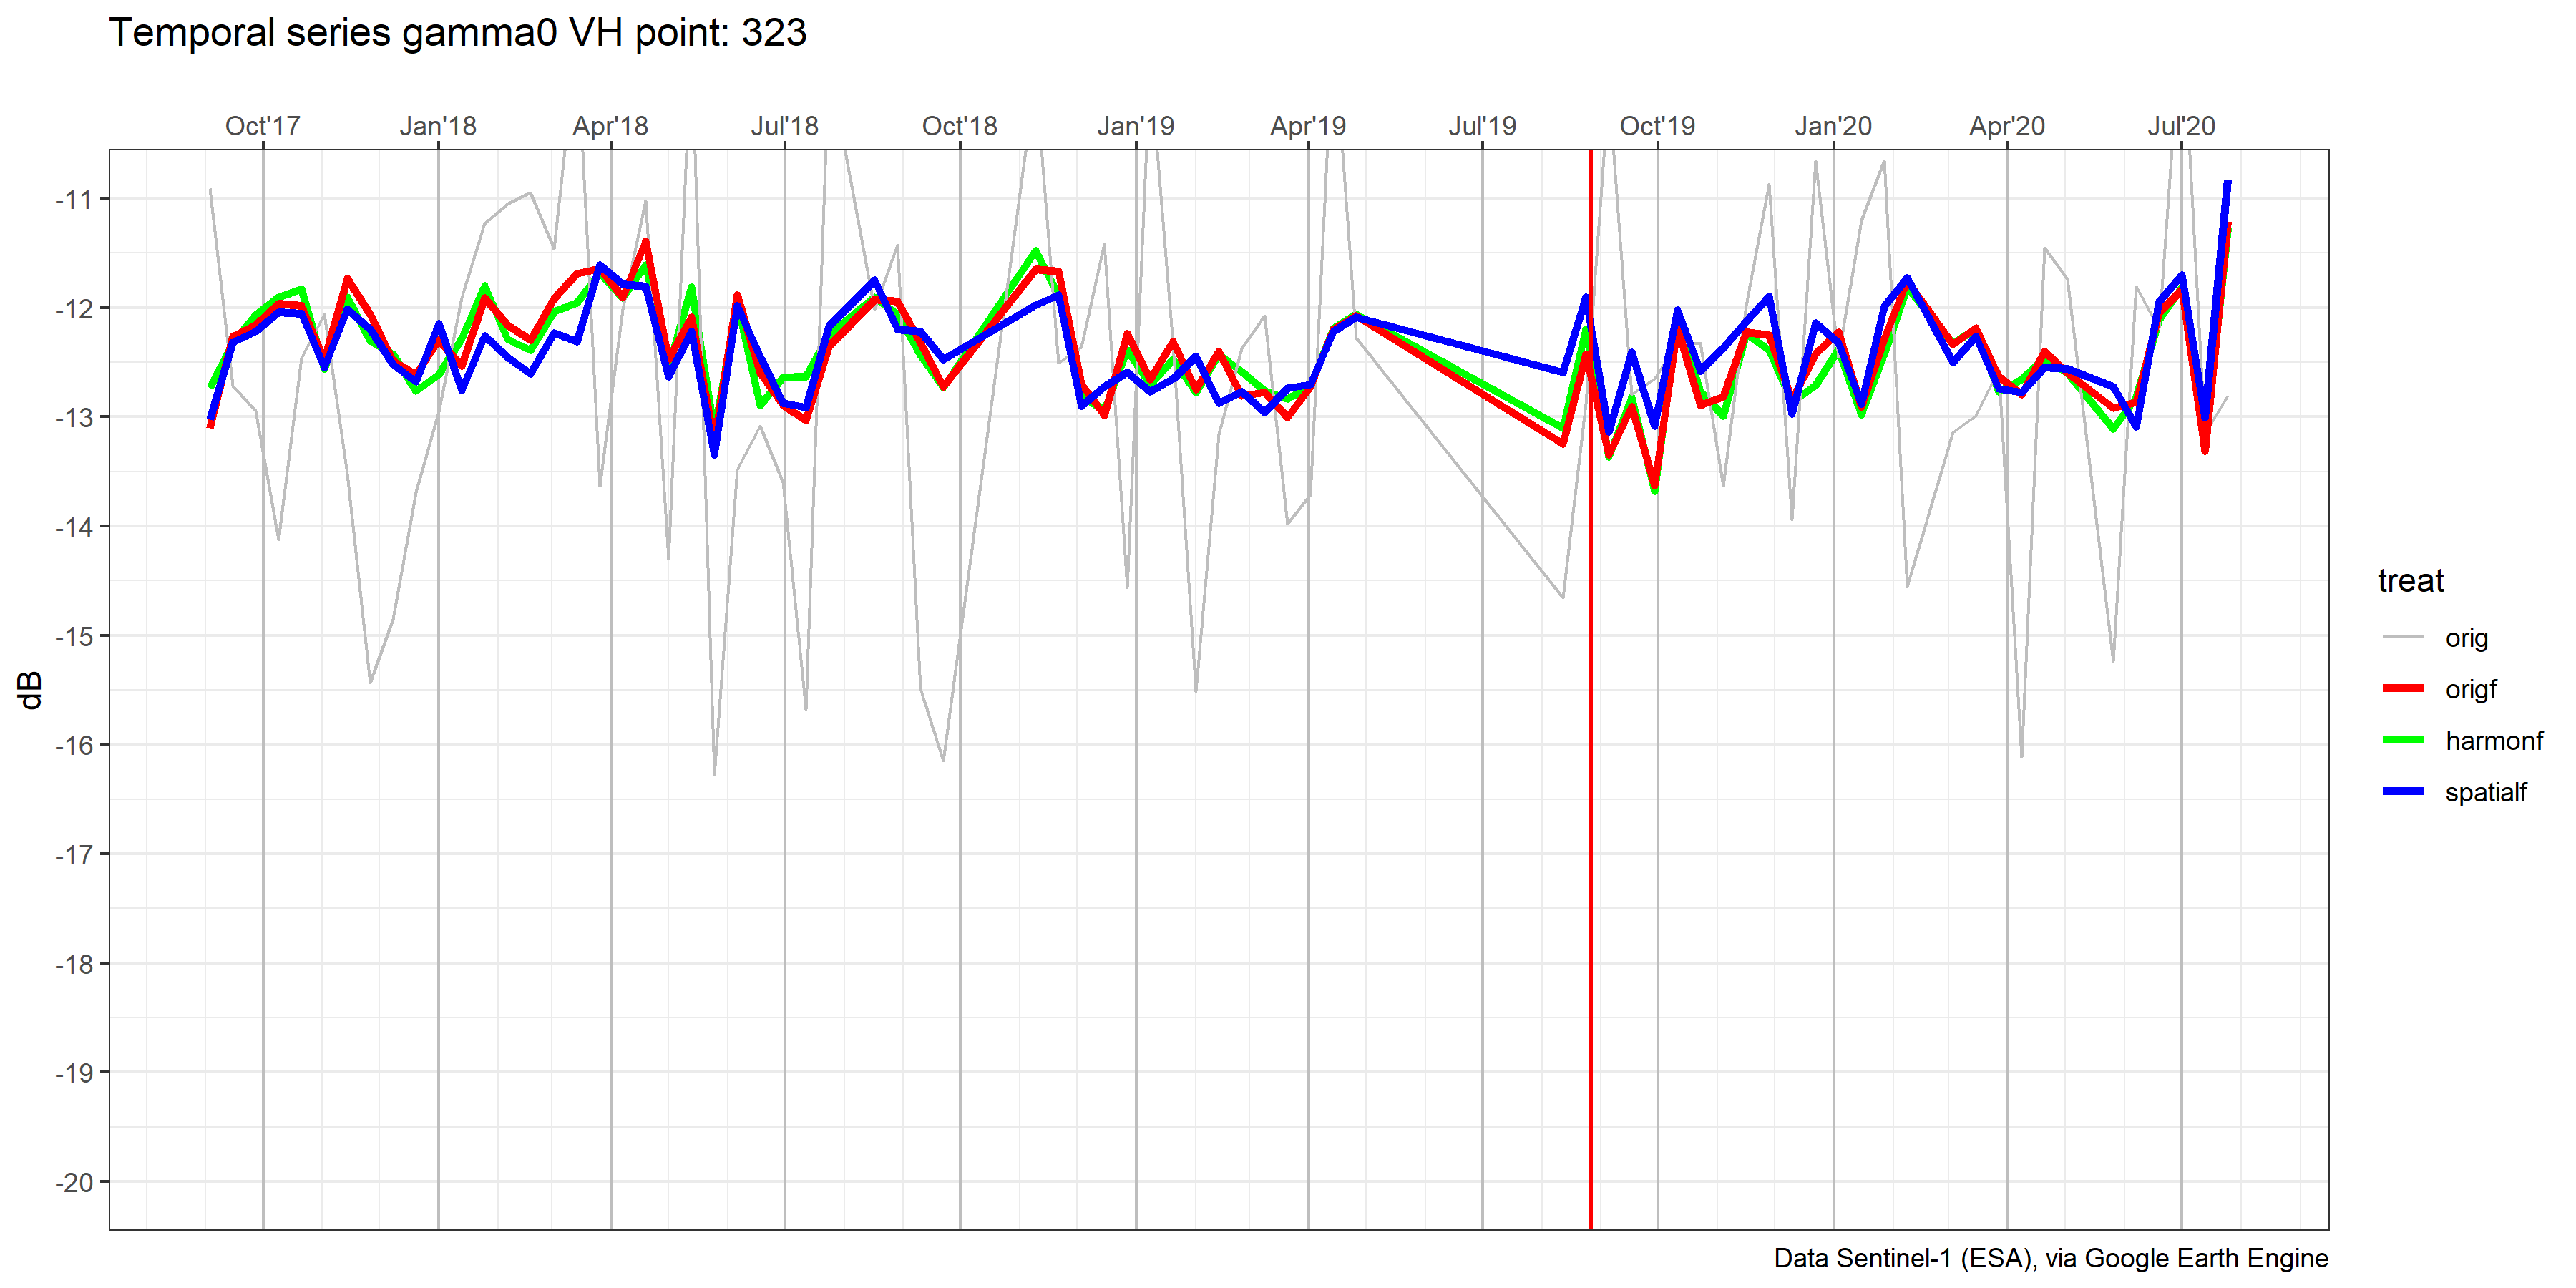 Temporal series gamma0 VH point: 323
Oct'17 Jan'18 Apr'18 Jul'18 Oct'18 Jan'19 Apr'19 Jul'19 Oct'19 Jan'20 Apr'20 Jul'20
-11
-12
-13
-14
-15
-16
-17
-18
-19
-20
dB
treat
orig
origf
harmonf
spatialf
Data Sentinel-1 (ESA), via Google Earth Engine